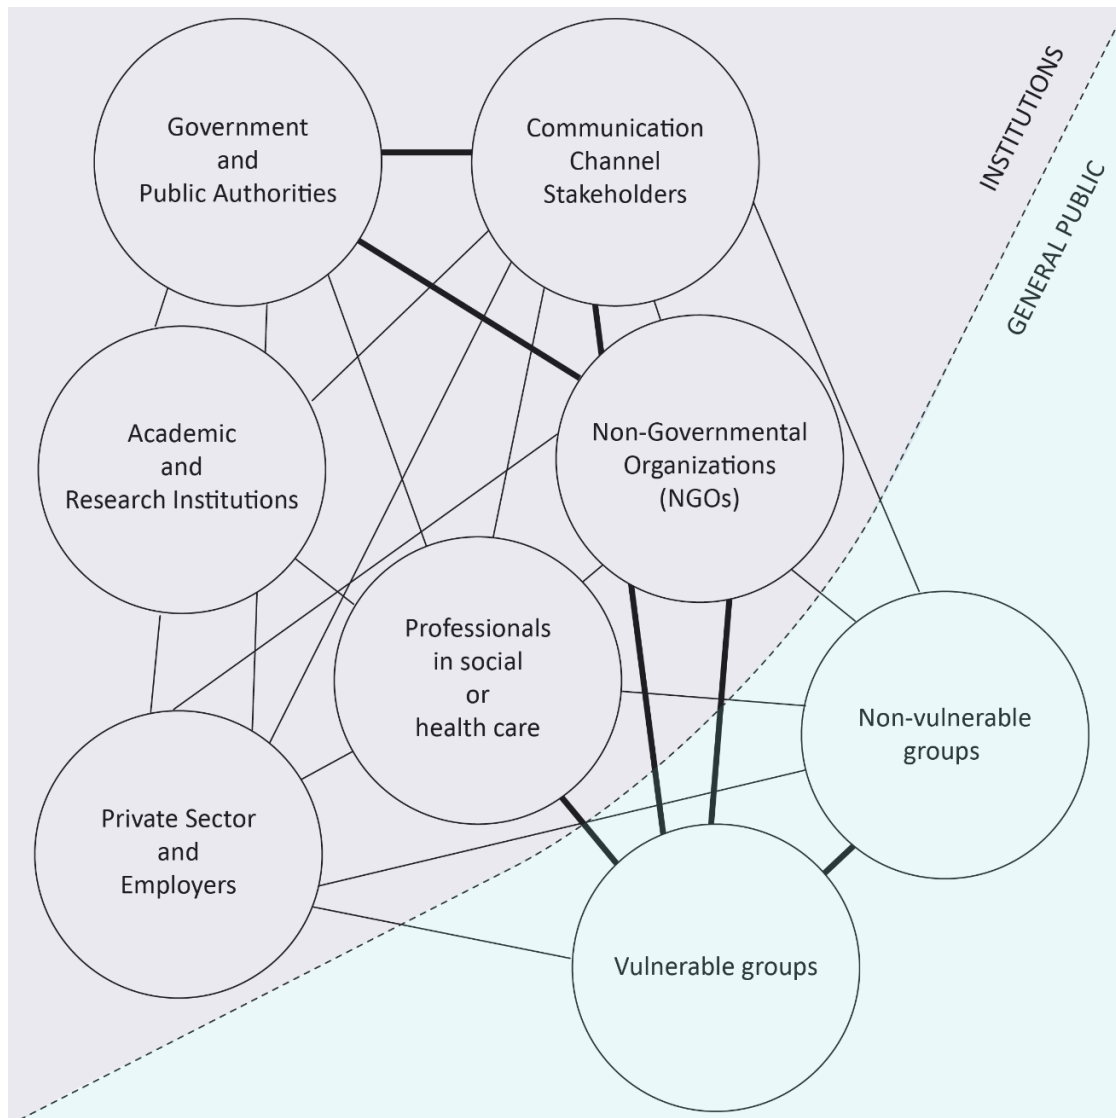 Government
and
Public Authorities
Communication
Channel
Stakeholders
INSTITUTIONS
GENERAL PUBLIC
Academic
and
Research Institutions
Non-Governmental
Organizations
(NGOs)
Professionals
in social
or
health care
Non-vulnerable
groups
Private Sector
and
Employers
Vulnerable groups